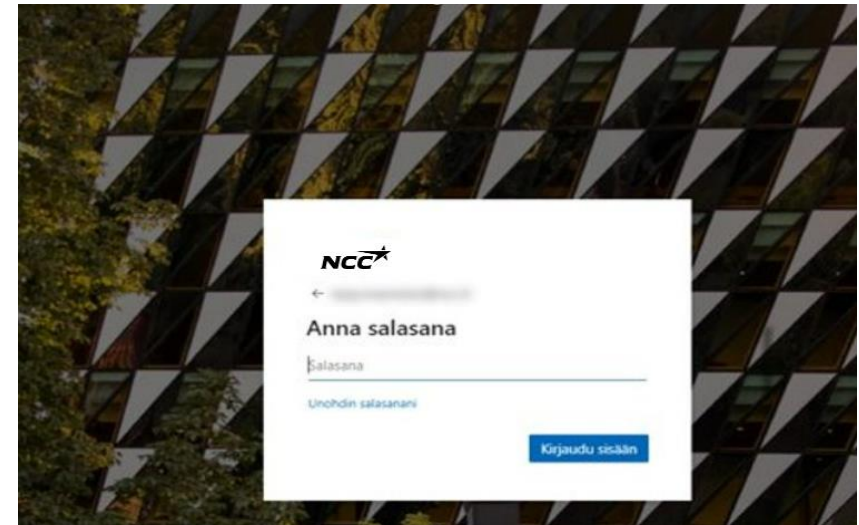 NCC
Anna salasana
Salasana
Unohdin salasanani
Kirjaudu sisään